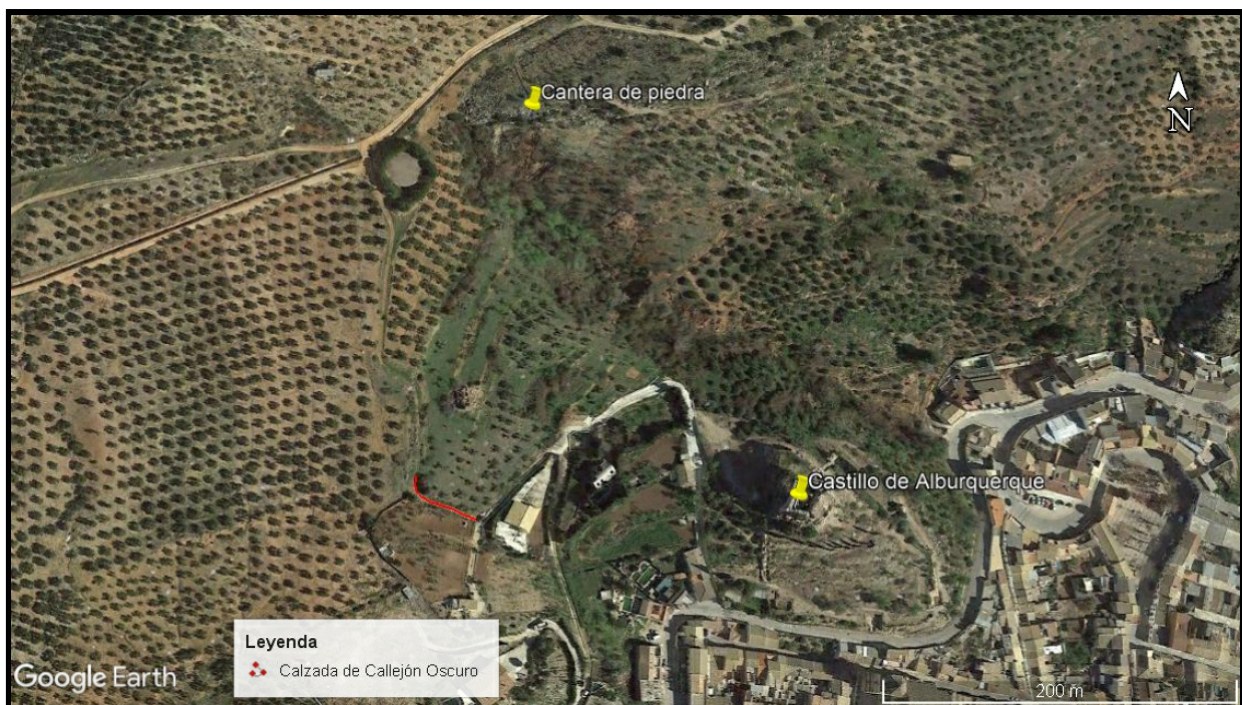 Cantera de piedra
N
Castillo de Alburquerque
Leyenda
Calzada de Callejón Oscuro
Google Earth
200 m